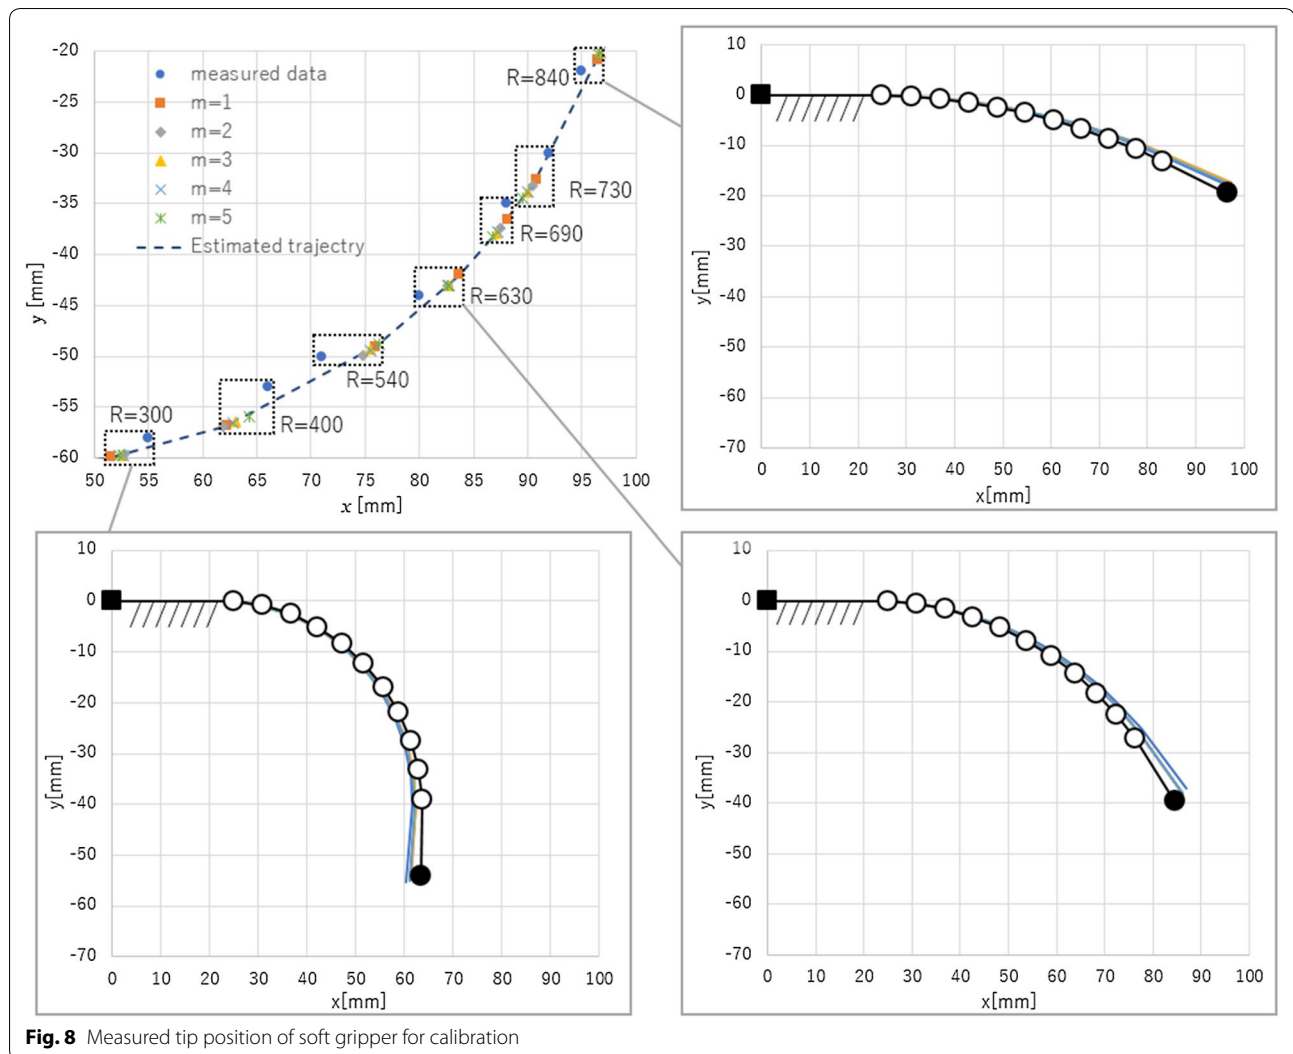 -20
-25
-30
-35
-40
-45
-50
-55
-60
y [mm]
50 55 60 65 70 75 80 85 90 95 100
x [mm]
measured data
m=1
m=2
m=3
m=4
m=5
Estimated trajectry
R=840
R=730
R=690
R=630
R=540
R=400
R=300
10
0
-10
-20
-30
-40
-50
-60
-70
y[mm]
0 10 20 30 40 50 60 70 80 90 100
x[mm]
10
0
-10
-20
-30
-40
-50
-60
-70
y[mm]
0 10 20 30 40 50 60 70 80 90 100
x[mm]
10
0
-10
-20
-30
-40
-50
-60
-70
y[mm]
0 10 20 30 40 50 60 70 80 90 100
x[mm]
Fig. 8 Measured tip position of soft gripper for calibration